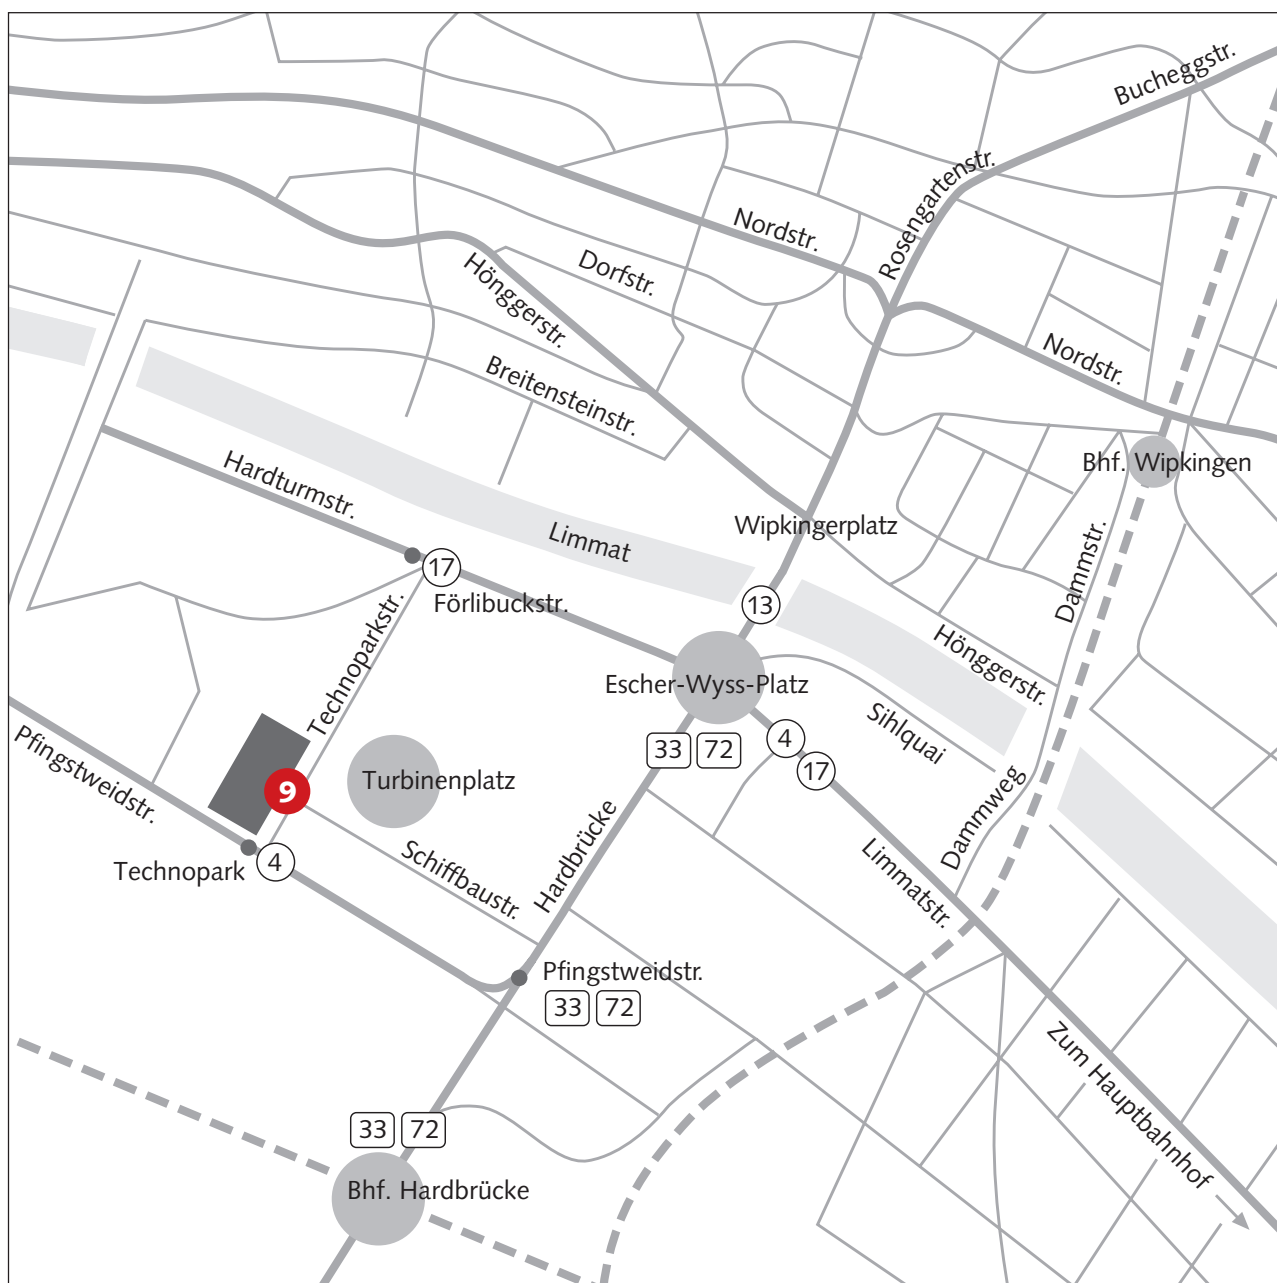 Bucheggstr.
Rosengartenstr.
Nordstr.
Dorfstr.
Hönggerstr.
Nordstr.
Breitensteinstr.
Bhf. Wipkingen
Hardturmstr.
Wipkingerplatz
Limmat
Dammstr.
17
Förlibuckstr.
13
Technoparkstr.
Hönggerstr.
Escher-Wyss-Platz
Sihlquai
33 72
4
17
Pfingstweidstr.
9
Turbinenplatz
Dammweg
Hardbrücke
Limmatstr.
Technopark
4
Schiffbaustr.
Pfingstweidstr.
33 72
Zum Hauptbahnhof
33 72
Bhf. Hardbrücke